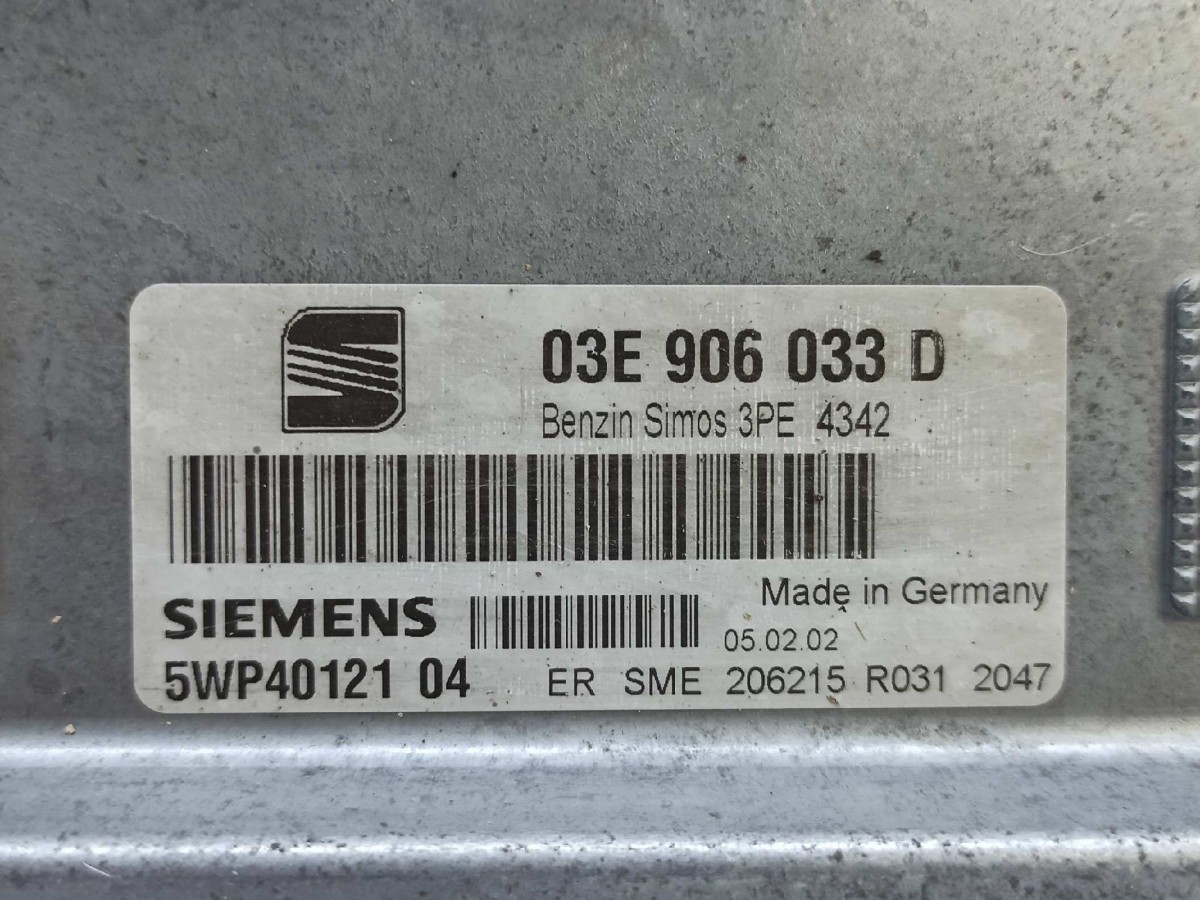 03E 906 033 D
Benzin Simos 3PE 4342
Made in Germany
SIEMENS
05.02.02
5WP40121 04
ER SME 206215 R031 2047